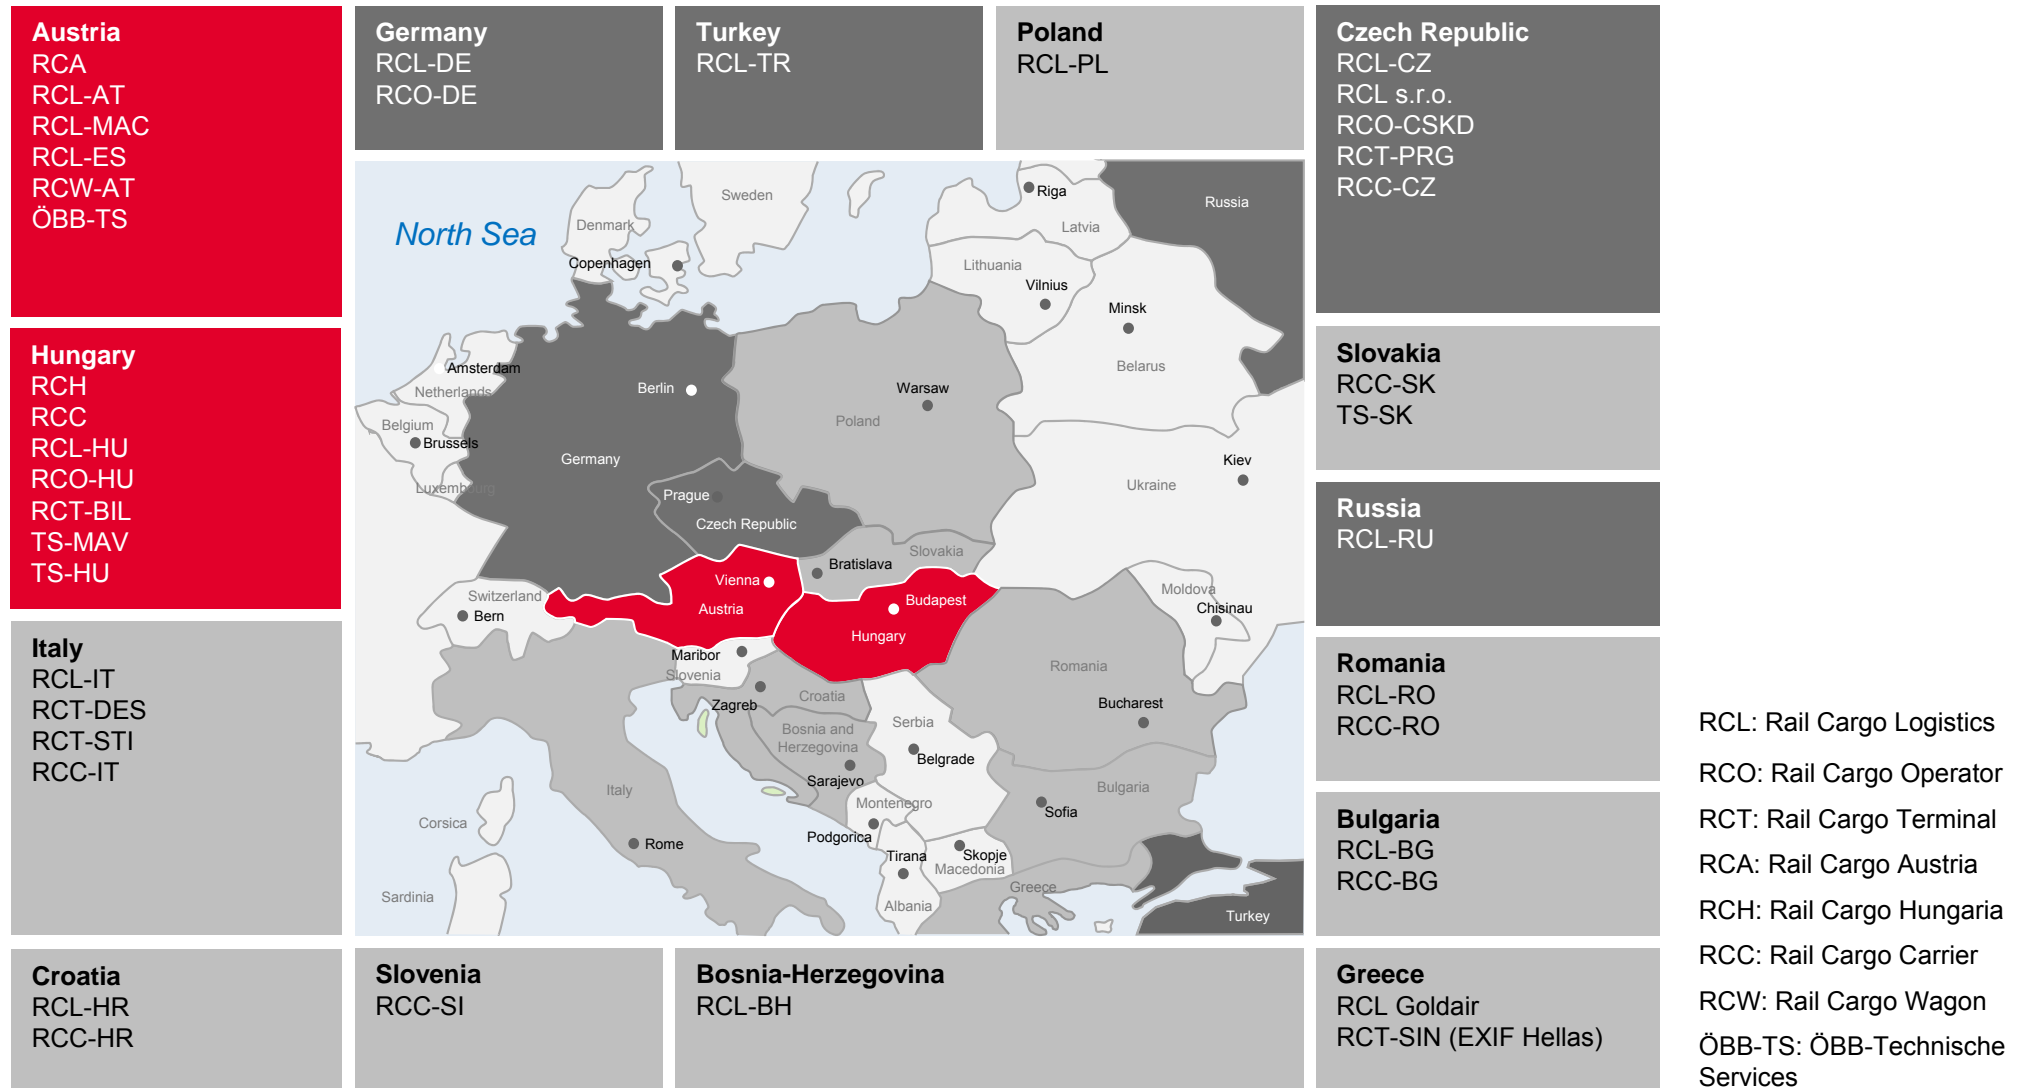 Austria
RCA
RCL-AT
RCL-MAC
RCL-ES
RCW-AT
ÖBB-TS
Germany
RCL-DE
RCO-DE
Turkey
RCL-TR
Poland
RCL-PL
Czech Republic
RCL-CZ
RCL s.r.o.
RCO-CSKD
RCT-PRG
RCC-CZ
Hungary
RCH
RCC
RCL-HU
RCO-HU
RCT-BIL
TS-MAV
TS-HU
Italy
RCL-IT
RCT-DES
RCT-STI
RCC-IT
North Sea
Sweden
Denmark
Copenhagen
Riga
Latvia
Russia
Lithuania
Vilnius
Minsk
Belarus
Amsterdam
Netherlands
Berlin
Warsaw
Poland
Belgium
Brussels
Germany
Luxembourg
Prague
Czech Republic
Kiev
Ukraine
Slovakia
Bratislava
Vienna
Austria
Budapest
Hungary
Switzerland
Bern
Moldova
Chisinau
Maribor
Slovenia
Zagreb
Croatia
Romania
Bucharest
Bosnia and
Herzegovina
Sarajevo
Serbia
Belgrade
Italy
Rome
Corsica
Sardinia
Montenegro
Podgorica
Tirana
Albania
Skopje
Macedonia
Bulgaria
Sofia
Greece
Turkey
Slovakia
RCC-SK
TS-SK
Russia
RCL-RU
Romania
RCL-RO
RCC-RO
Bulgaria
RCL-BG
RCC-BG
Croatia
RCL-HR
RCC-HR
Slovenia
RCC-SI
Bosnia-Herzegovina
RCL-BH
Greece
RCL Goldair
RCT-SIN (EXIF Hellas)
RCL: Rail Cargo Logistics
RCO: Rail Cargo Operator
RCT: Rail Cargo Terminal
RCA: Rail Cargo Austria
RCH: Rail Cargo Hungaria
RCC: Rail Cargo Carrier
RCW: Rail Cargo Wagon
ÖBB-TS: ÖBB-Technische
Services